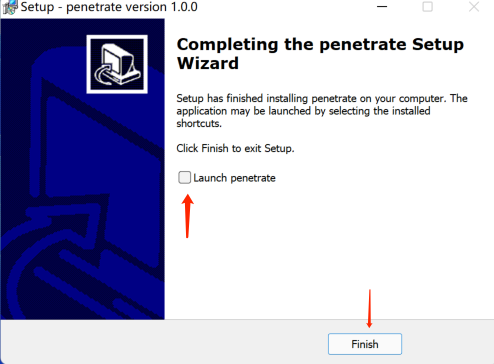 Setup - penetrate version 1.0.0
Completing the penetrate Setup
Wizard
Setup has finished installing penetrate on your computer. The
application may be launched by selecting the installed
shortcuts.
Click Finish to exit Setup.
Launch penetrate
Finish